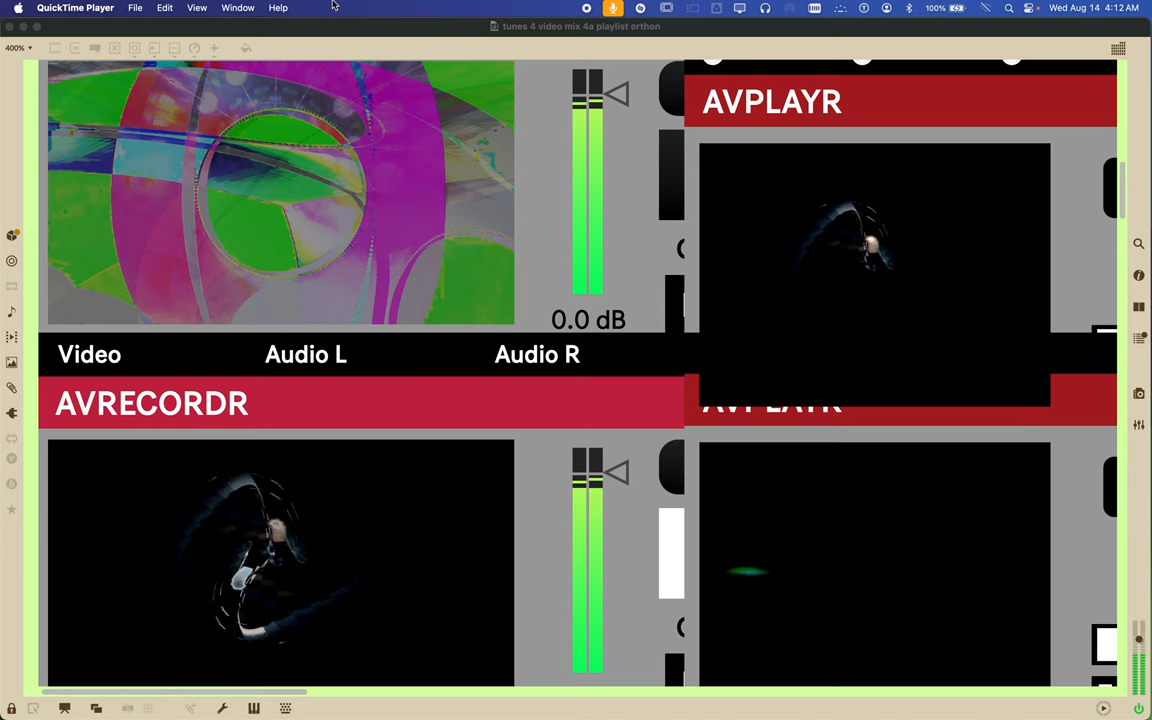 QuickTime Player File Edit View Window Help 100% Wed Aug 14 4:12 AM
tunes 4 video mix 4a playlist orthon
400%
AVPLAYR
0.0 dB
Video Audio L Audio R
AVRECORDR
AVPLAYR